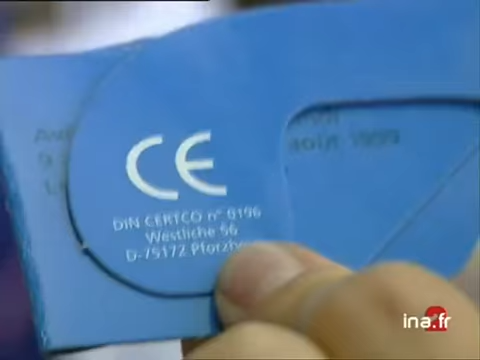 CE
DIN CERTCO n° 0196
Westliche 56
D-75172 Pforzh
août 1999
ina.fr